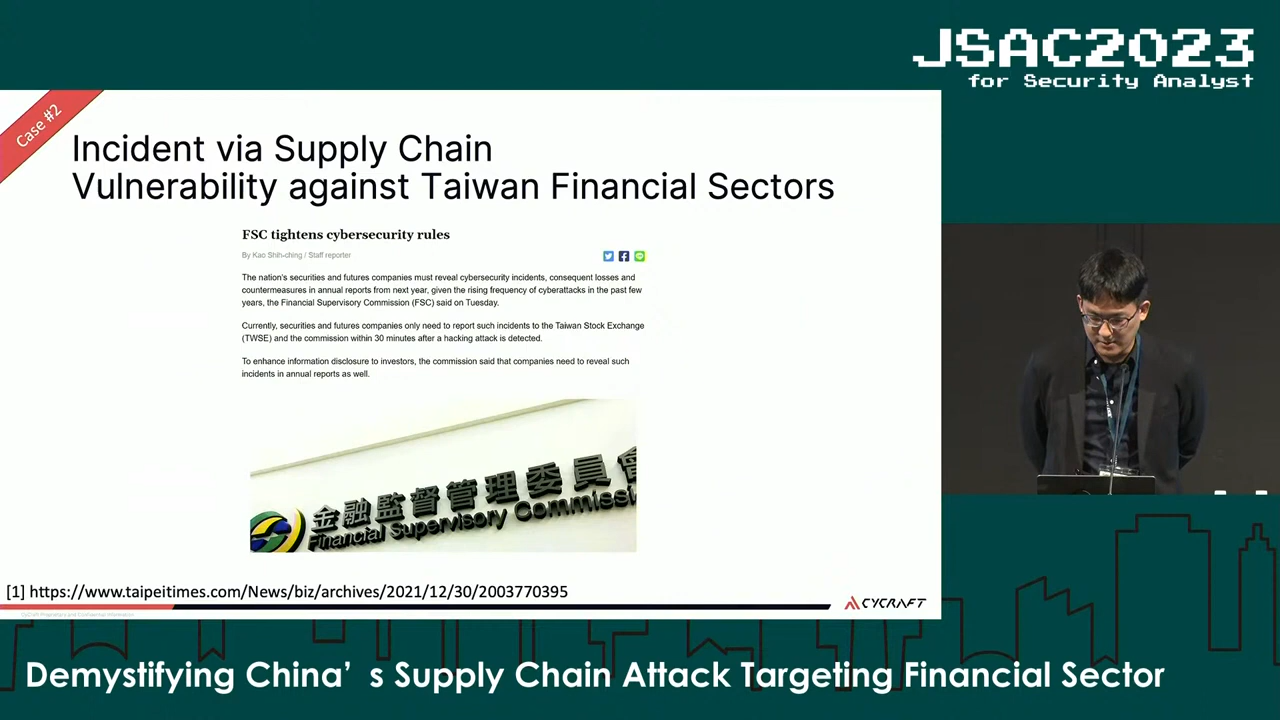 JSAC2023
for Security Analyst
Case #2
Incident via Supply Chain
Vulnerability against Taiwan Financial Sectors
FSC tightens cybersecurity rules
By Kao Shih-ching / Staff reporter
The nation's securities and futures companies must reveal cybersecurity incidents, consequent losses and
countermeasures in annual reports from next year, given the rising frequency of cyberattacks in the past few
years, the Financial Supervisory Commission (FSC) said on Tuesday.
Currently, securities and futures companies only need to report such incidents to the Taiwan Stock Exchange
(TWSE) and the commission within 30 minutes after a hacking attack is detected.
To enhance information disclosure to investors, the commission said that companies need to reveal such
incidents in annual reports as well.
金融監督管理委員會
Financial Supervisory Commissi
[1] https://www.taipeitimes.com/News/biz/archives/2021/12/30/2003770395
CyCraft Proprietary and Confidential Information
CYCRAFT
Demystifying China’s Supply Chain Attack Targeting Financial Sector